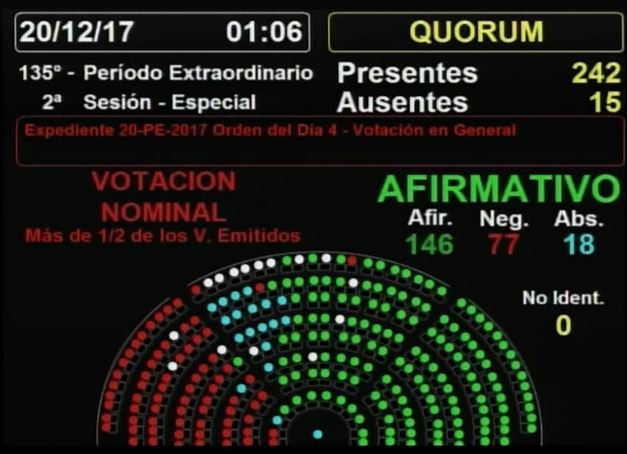 20/12/17 01:06
QUORUM
135º - Período Extraordinario
2ª Sesión - Especial
Presentes 242
Ausentes 15
Expediente 20-PE-2017 Orden del Día 4 - Votación en General
VOTACION
NOMINAL
Más de 1/2 de los V. Emitidos
AFIRMATIVO
Afir. Neg. Abs.
146 77 18
No Ident.
0